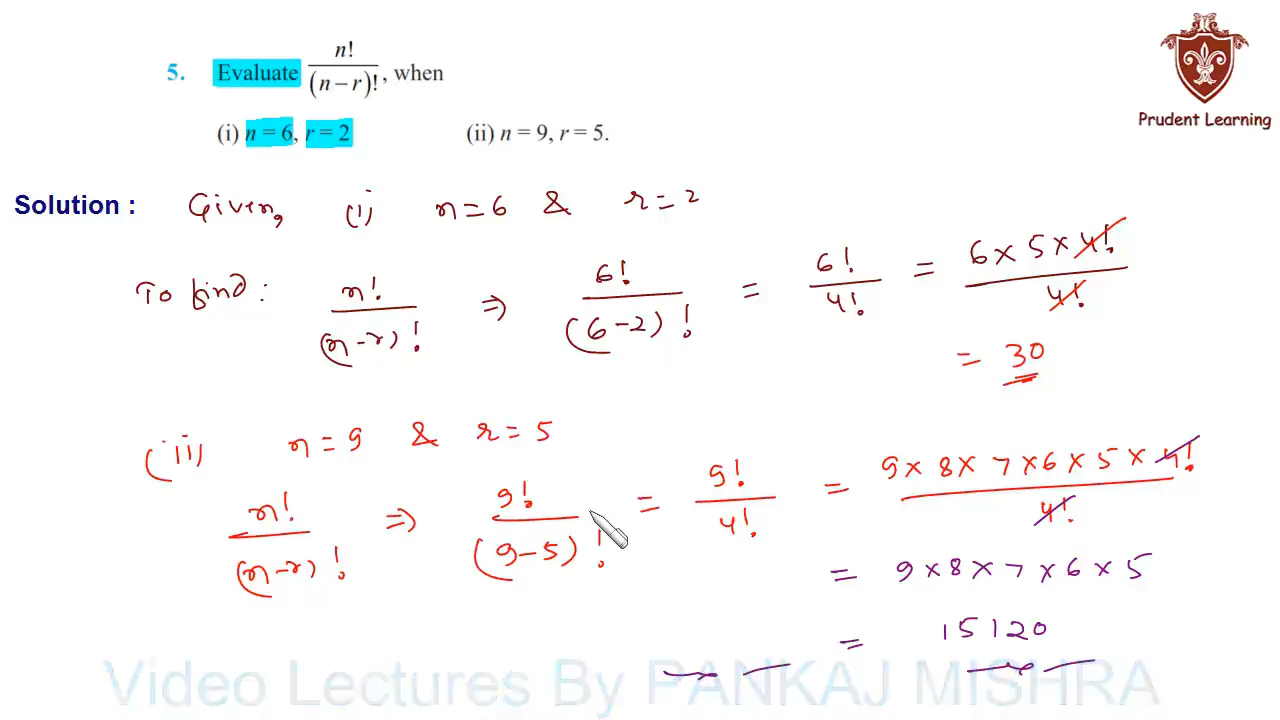 5. Evaluate n!/(n – r)!, when
(i) n = 6, r = 2 (ii) n = 9, r = 5.
Prudent Learning
Solution : Given, (i) n=6 & r=2
To find: n!/(n-r)! ⇒ 6!/(6-2)! = 6!/4! = 6×5×4!/4!
= 30
(ii) n=9 & r=5
n!/(n-r)! ⇒ 9!/(9-5)! = 9!/4! = 9×8×7×6×5×4!/4!
= 9×8×7×6×5
= 15120
Video Lectures By PANKAJ MISHRA